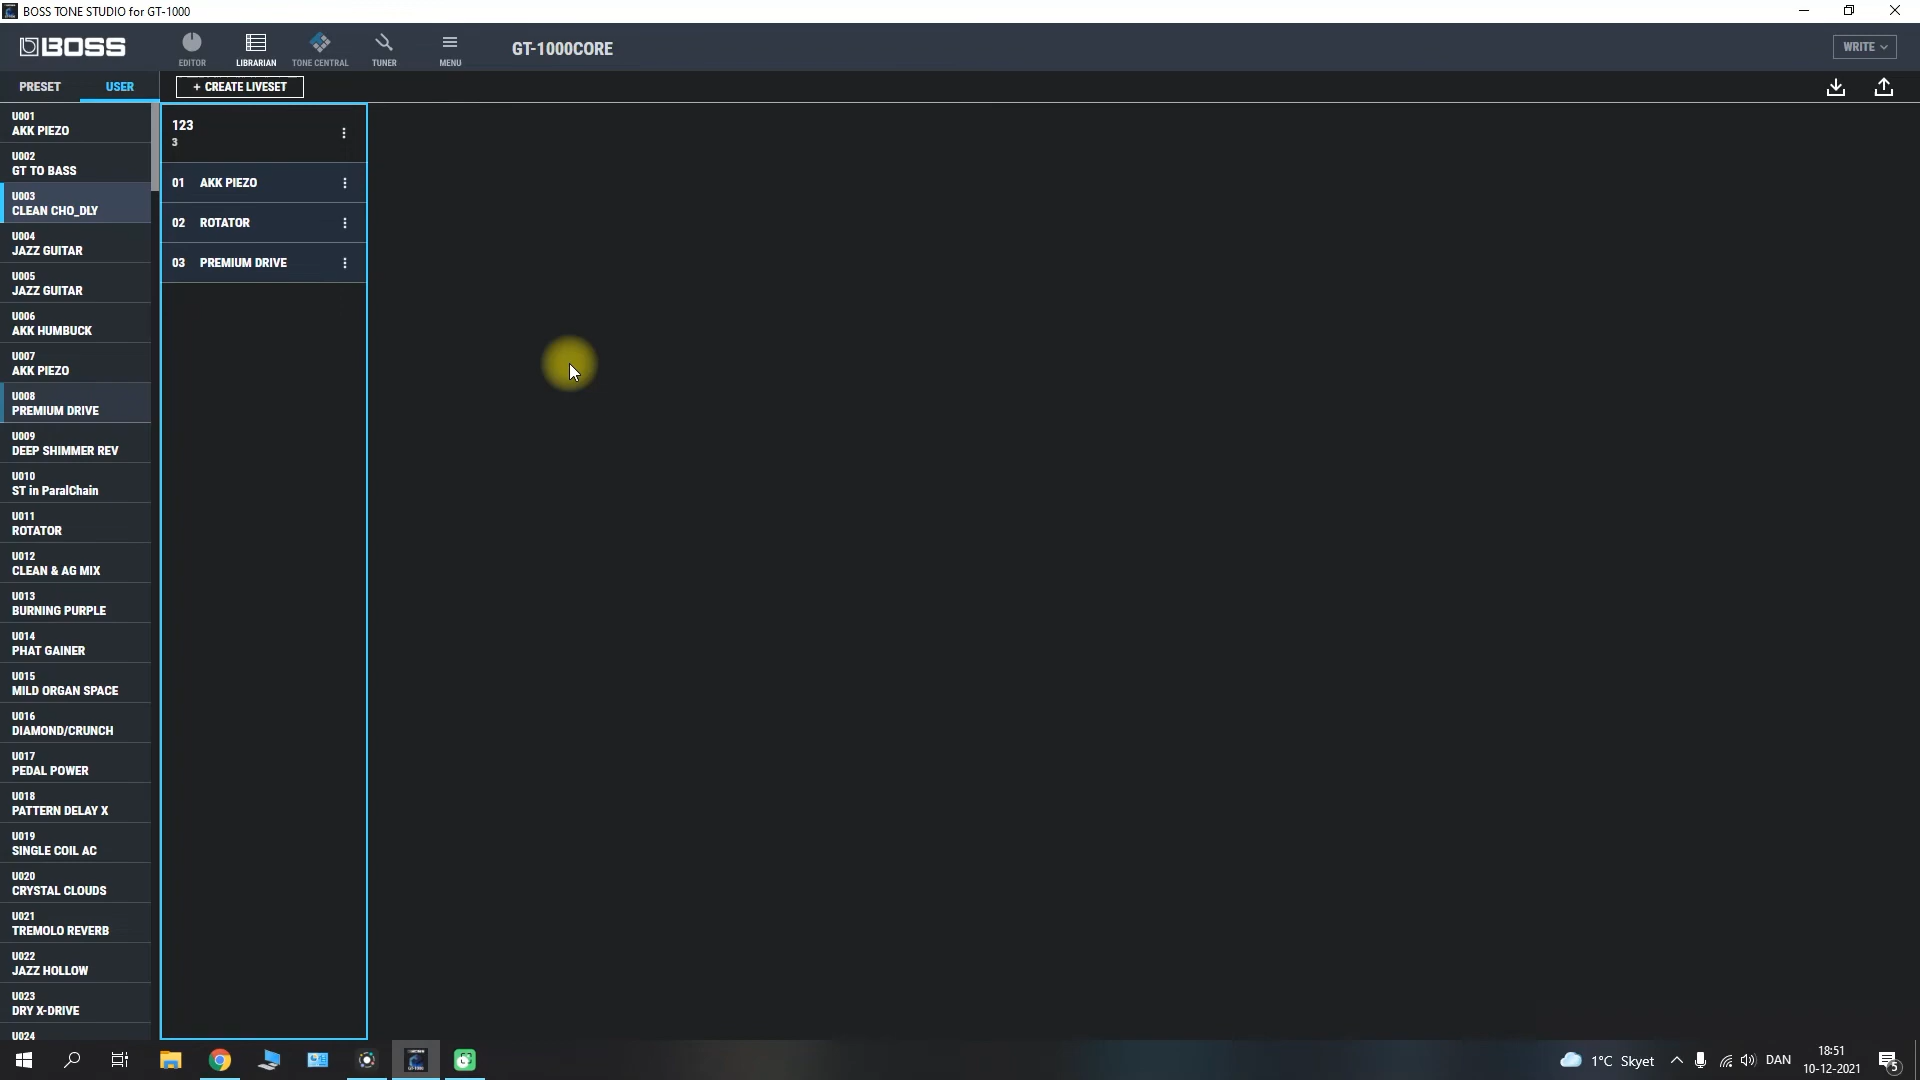 BOSS TONE STUDIO for GT-1000
BOSS
EDITOR
LIBRARIAN
TONE CENTRAL
TUNER
MENU
GT-1000CORE
WRITE
PRESET
USER
+ CREATE LIVESET
U001
AKK PIEZO
U002
GT TO BASS
U003
CLEAN CHO_DLY
U004
JAZZ GUITAR
U005
JAZZ GUITAR
U006
AKK HUMBUCK
U007
AKK PIEZO
U008
PREMIUM DRIVE
U009
DEEP SHIMMER REV
U010
ST in ParalChain
U011
ROTATOR
U012
CLEAN & AG MIX
U013
BURNING PURPLE
U014
PHAT GAINER
U015
MILD ORGAN SPACE
U016
DIAMOND/CRUNCH
U017
PEDAL POWER
U018
PATTERN DELAY X
U019
SINGLE COIL AC
U020
CRYSTAL CLOUDS
U021
TREMOLO REVERB
U022
JAZZ HOLLOW
U023
DRY X-DRIVE
U024
123
3
01 AKK PIEZO
02 ROTATOR
03 PREMIUM DRIVE
1°C Skyet
DAN
18:51
10-12-2021
5